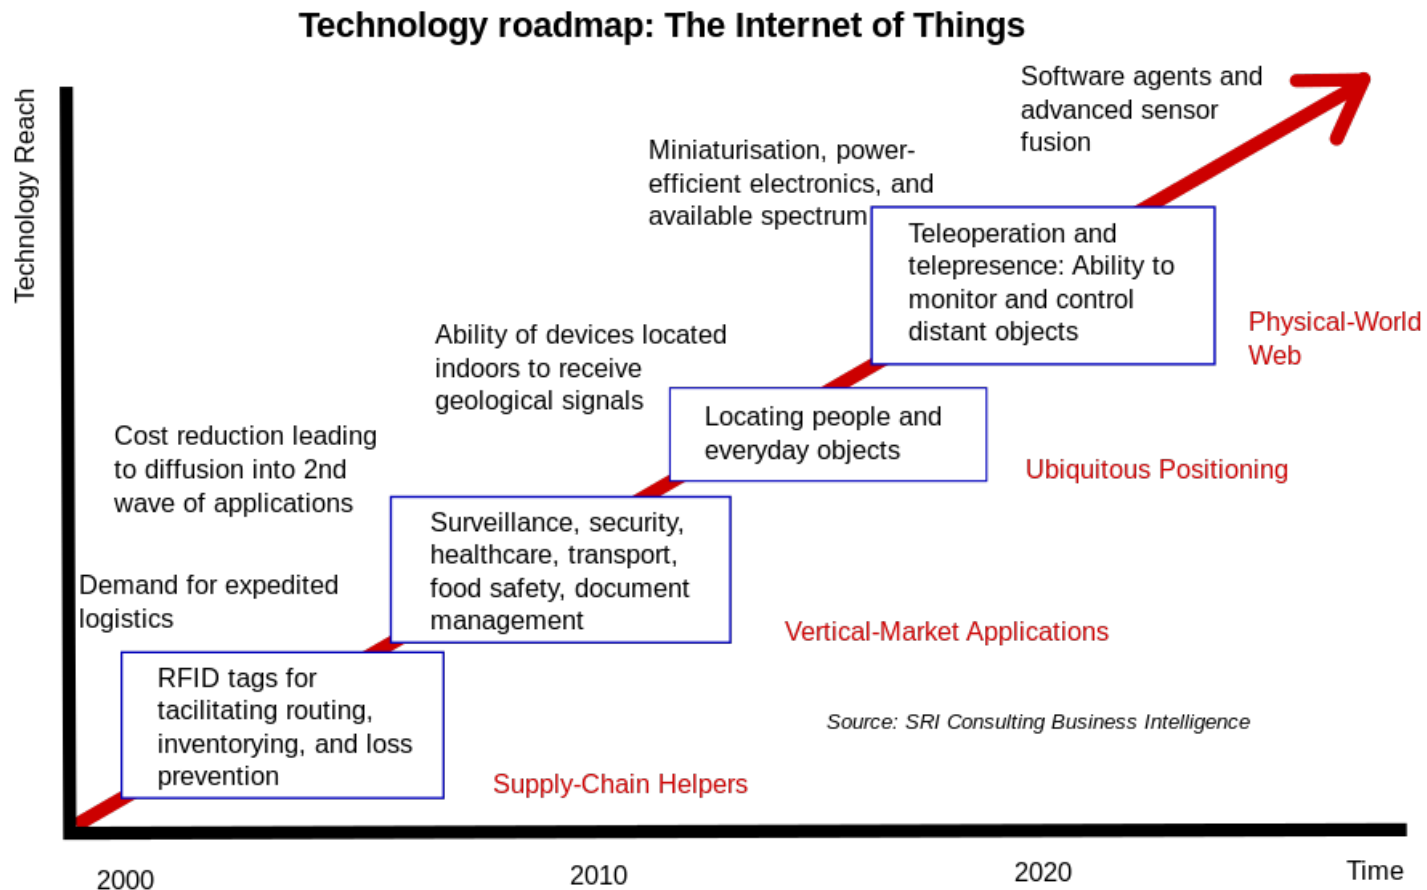 Technology roadmap: The Internet of Things
Technology Reach
Software agents and
advanced sensor
fusion
Miniaturisation, power-
efficient electronics, and
available spectrum
Teleoperation and
telepresence: Ability to
monitor and control
distant objects
Physical-World
Web
Ability of devices located
indoors to receive
geological signals
Locating people and
everyday objects
Ubiquitous Positioning
Cost reduction leading
to diffusion into 2nd
wave of applications
Surveillance, security,
healthcare, transport,
food safety, document
management
Vertical-Market Applications
Demand for expedited
logistics
RFID tags for
tacilitating routing,
inventorying, and loss
prevention
Supply-Chain Helpers
Source: SRI Consulting Business Intelligence
2000
2010
2020
Time